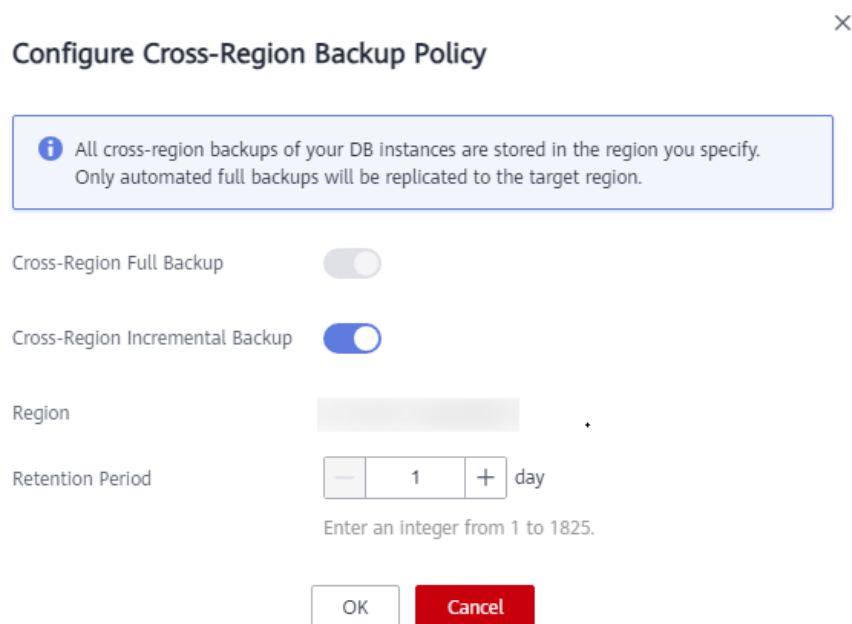 Configure Cross-Region Backup Policy
All cross-region backups of your DB instances are stored in the region you specify.
Only automated full backups will be replicated to the target region.
Cross-Region Full Backup
Cross-Region Incremental Backup
Region
Retention Period
1
day
Enter an integer from 1 to 1825.
OK
Cancel